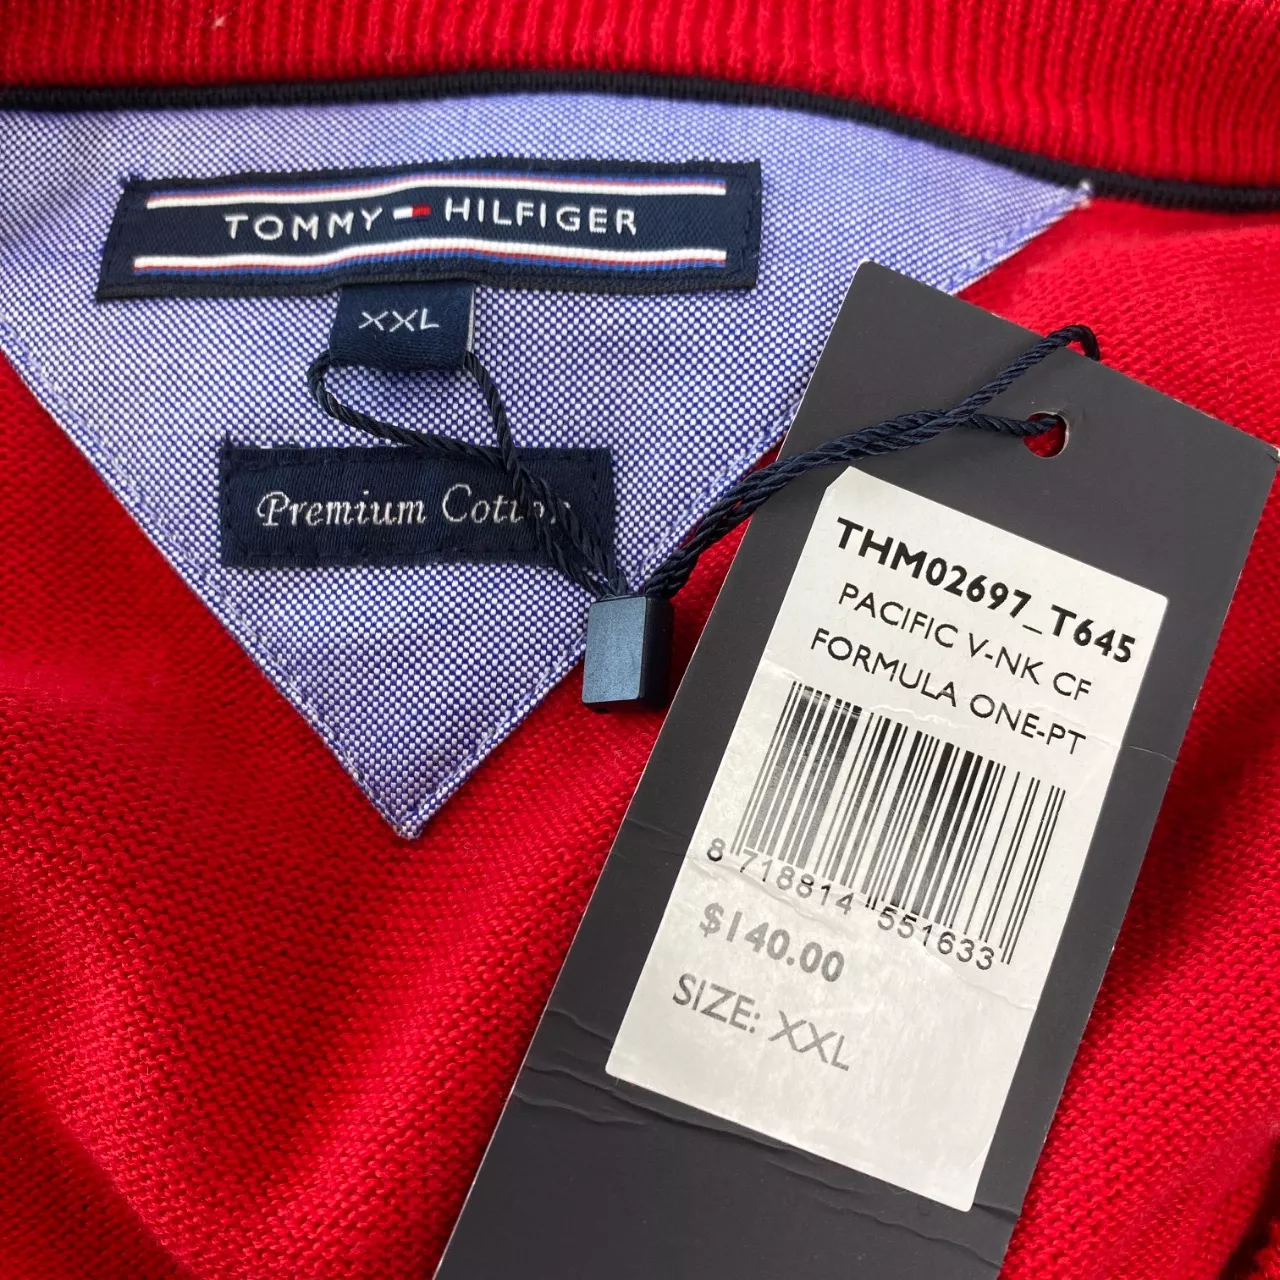 TOMMY HILFIGER
XXL
Premium Cotton
THM02697_T645
PACIFIC V-NK CF
FORMULA ONE-PT
8 718814 551633
$140.00
SIZE: XXL